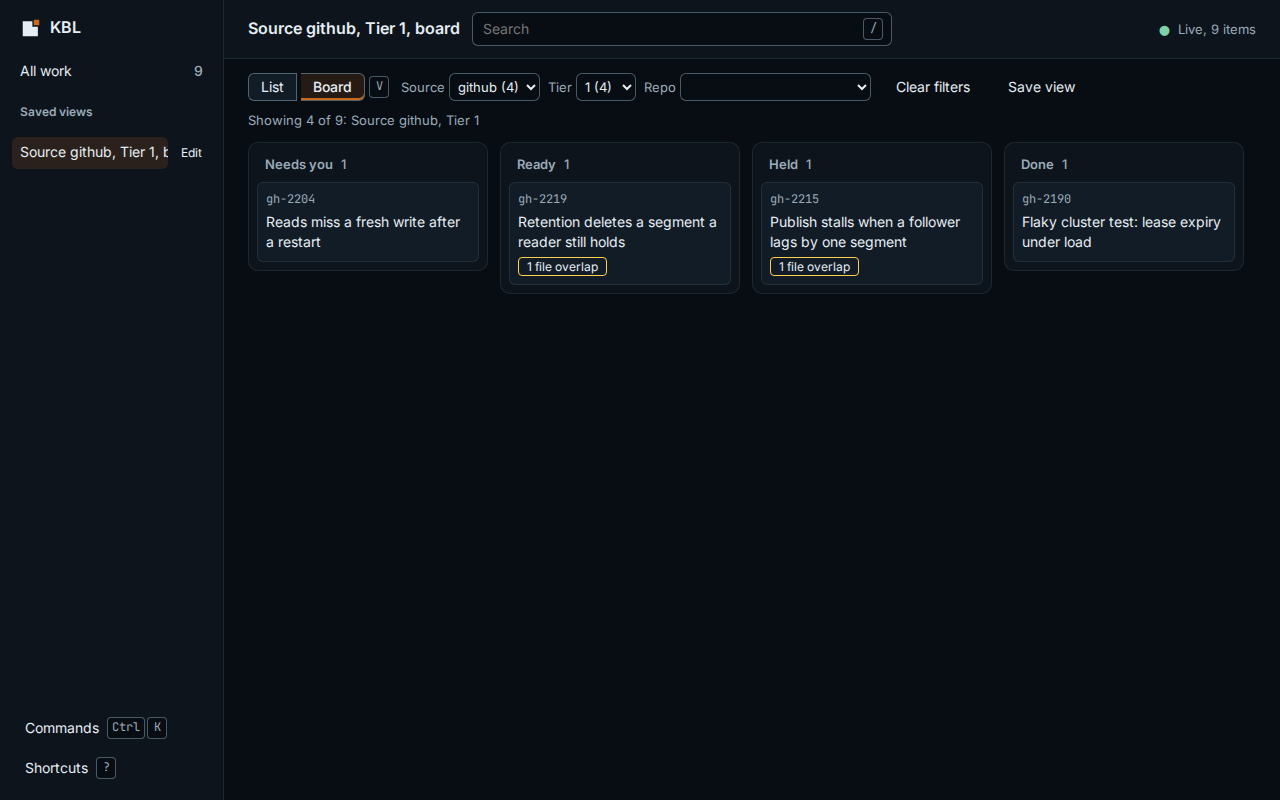 KBL
Source github, Tier 1, board
Search
/
Live, 9 items
All work 9
Saved views
Source github, Tier 1, b
Edit
List Board V Source github (4) Tier 1 (4) Repo Clear filters Save view
Showing 4 of 9: Source github, Tier 1
Needs you 1
gh-2204
Reads miss a fresh write after
a restart
Ready 1
gh-2219
Retention deletes a segment a
reader still holds
1 file overlap
Held 1
gh-2215
Publish stalls when a follower
lags by one segment
1 file overlap
Done 1
gh-2190
Flaky cluster test: lease expiry
under load
Commands Ctrl K
Shortcuts ?